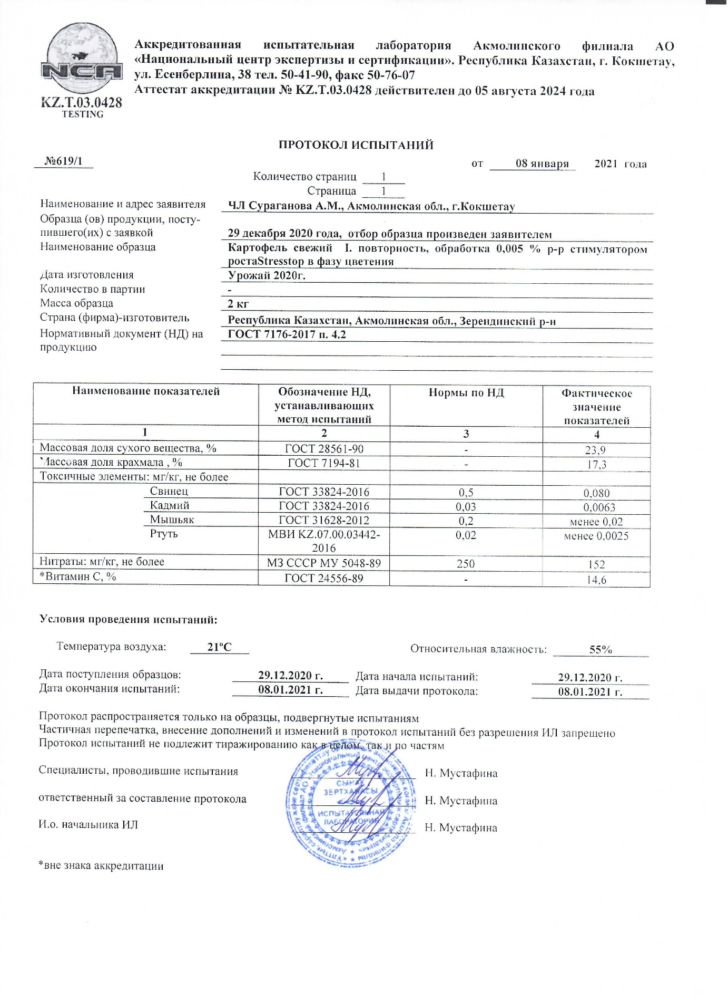 NCA
KZ.T.03.0428
TESTING
Аккредитованная испытательная лаборатория Акмолинского филиала АО
«Национальный центр экспертизы и сертификации». Республика Казахстан, г. Кокшетау,
ул. Есенберлина, 38 тел. 50-41-90, факс 50-76-07
Аттестат аккредитации № KZ.T.03.0428 действителен до 05 августа 2024 года
ПРОТОКОЛ ИСПЫТАНИЙ
№619/1 от 08 января 2021 года
Количество страниц 1
Страница 1
Наименование и адрес заявителя ЧЛ Сураганова А.М., Акмолинская обл., г.Кокшетау
Образца (ов) продукции, посту-
пившего(их) с заявкой 29 декабря 2020 года, отбор образца произведен заявителем
Наименование образца Картофель свежий I. повторность, обработка 0,005 % р-р стимулятором
ростаStresstop в фазу цветения
Дата изготовления Урожай 2020г.
Количество в партии -
Масса образца 2 кг
Страна (фирма)-изготовитель Республика Казахстан, Акмолинская обл., Зерендинский р-н
Нормативный документ (НД) на ГОСТ 7176-2017 п. 4.2
продукцию
Наименование показателей Обозначение НД, Нормы по НД Фактическое
устанавливающих значение
метод испытаний показателей
1 2 3 4
Массовая доля сухого вещества, % ГОСТ 28561-90 - 23,9
Массовая доля крахмала , % ГОСТ 7194-81 - 17,3
Токсичные элементы: мг/кг, не более
Свинец ГОСТ 33824-2016 0,5 0,080
Кадмий ГОСТ 33824-2016 0,03 0,0063
Мышьяк ГОСТ 31628-2012 0,2 менее 0,02
Ртуть МВИ KZ.07.00.03442- 0,02 менее 0,0025
2016
Нитраты: мг/кг, не более МЗ СССР МУ 5048-89 250 152
*Витамин С, % ГОСТ 24556-89 - 14,6
Условия проведения испытаний:
Температура воздуха: 21ºС Относительная влажность: 55%
Дата поступления образцов: 29.12.2020 г. Дата начала испытаний: 29.12.2020 г.
Дата окончания испытаний: 08.01.2021 г. Дата выдачи протокола: 08.01.2021 г.
Протокол распространяется только на образцы, подвергнутые испытаниям
Частичная перепечатка, внесение дополнений и изменений в протокол испытаний без разрешения ИЛ запрещено
Протокол испытаний не подлежит тиражированию как в целом, так и по частям
Специалисты, проводившие испытания Н. Мустафина
ответственный за составление протокола Н. Мустафина
И.о. начальника ИЛ Н. Мустафина
СЫНАҚ
ЗЕРТХАНАСЫ
ИСПЫТАТЕЛЬНАЯ
ЛАБОРАТОРИЯ
*вне знака аккредитации